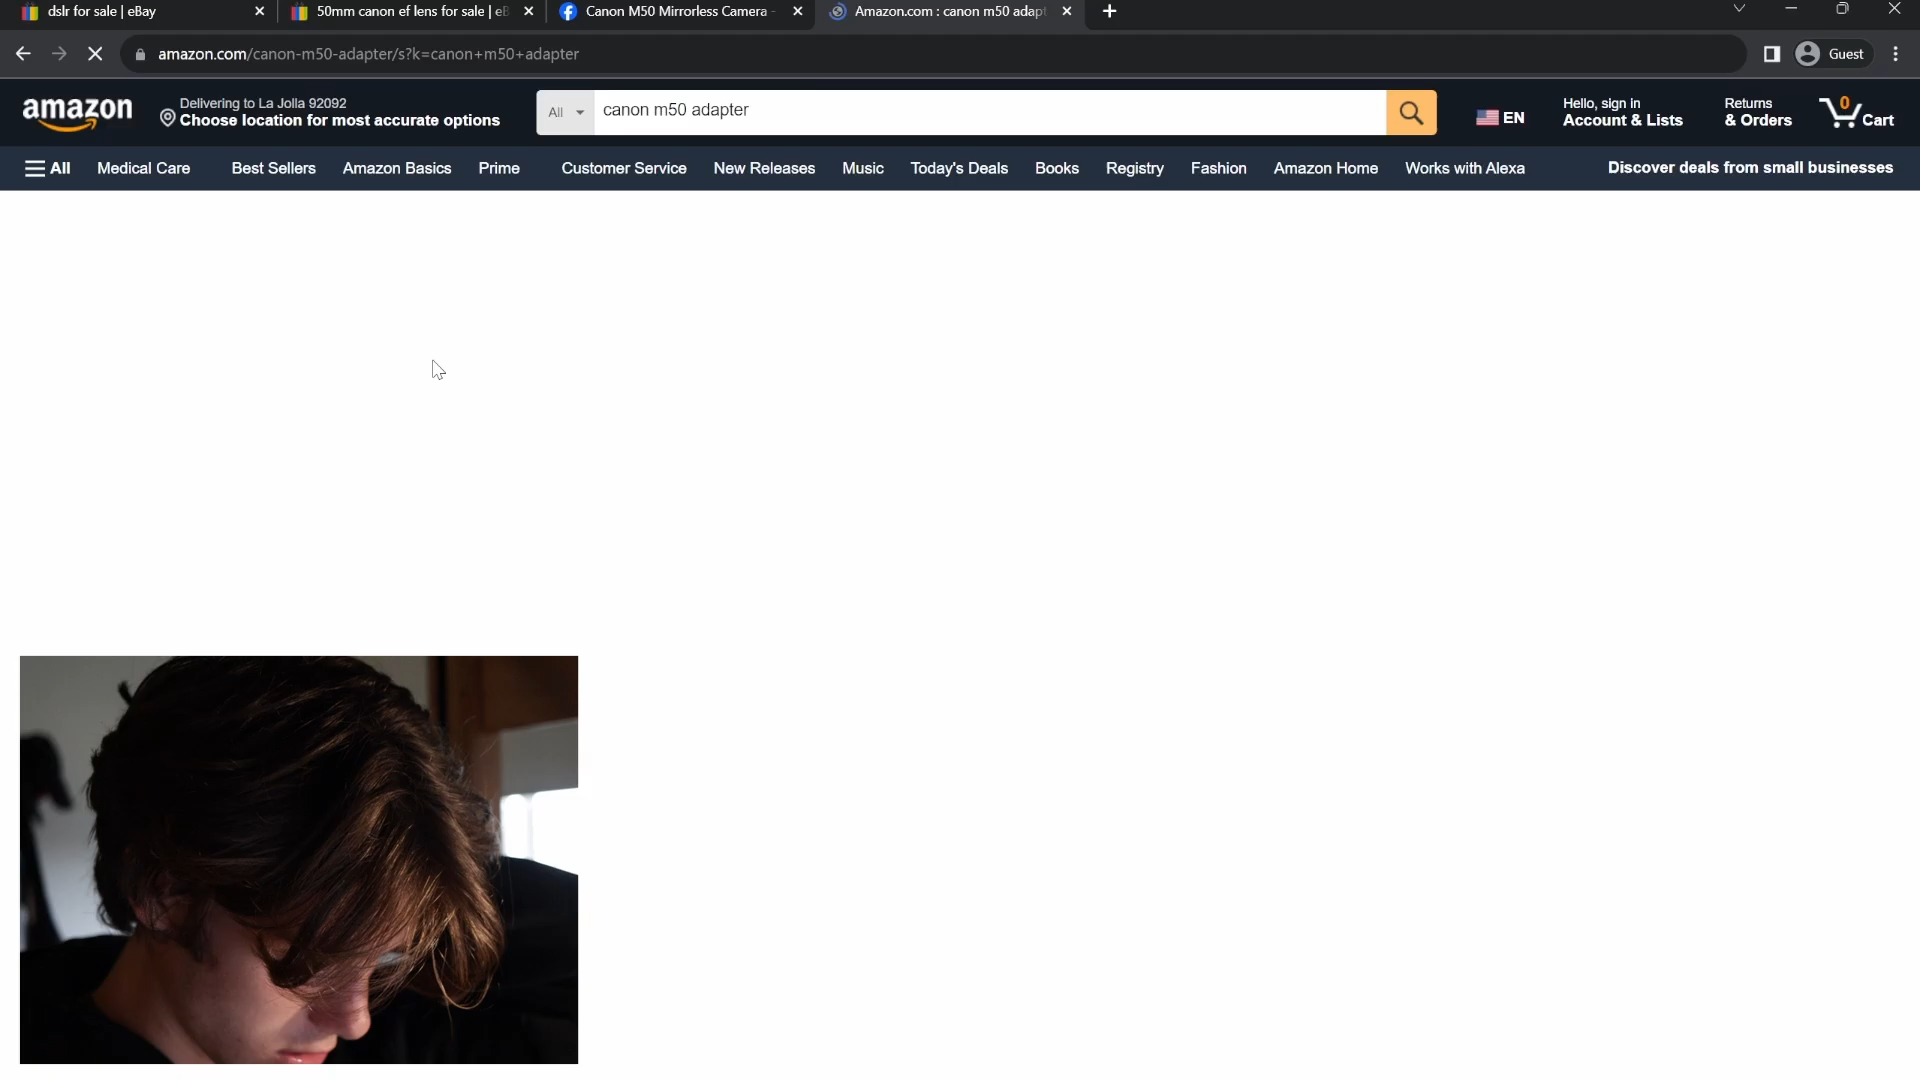 dslr for sale | eBay
50mm canon ef lens for sale | eB
Canon M50 Mirrorless Camera -
Amazon.com : canon m50 adapt
amazon.com/canon-m50-adapter/s?k=canon+m50+adapter
Guest
amazon
Delivering to La Jolla 92092
Choose location for most accurate options
All
canon m50 adapter
EN
Hello, sign in
Account & Lists
Returns
& Orders
0
Cart
All
Medical Care
Best Sellers
Amazon Basics
Prime
Customer Service
New Releases
Music
Today's Deals
Books
Registry
Fashion
Amazon Home
Works with Alexa
Discover deals from small businesses